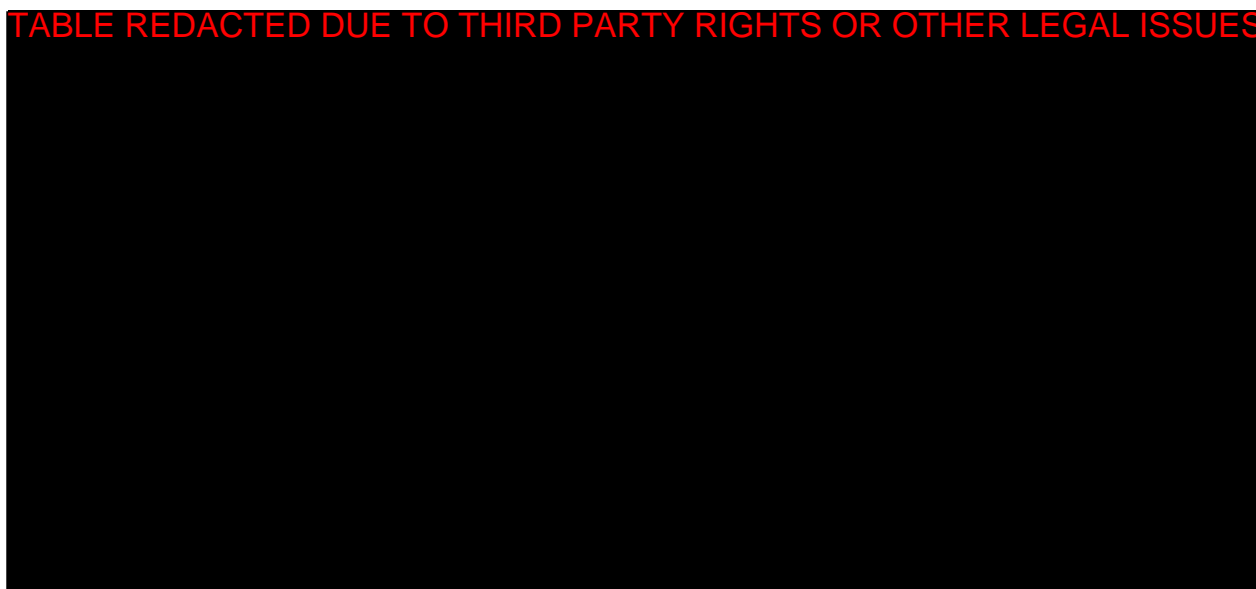 TABLE REDACTED DUE TO THIRD PARTY RIGHTS OR OTHER LEGAL ISSUES